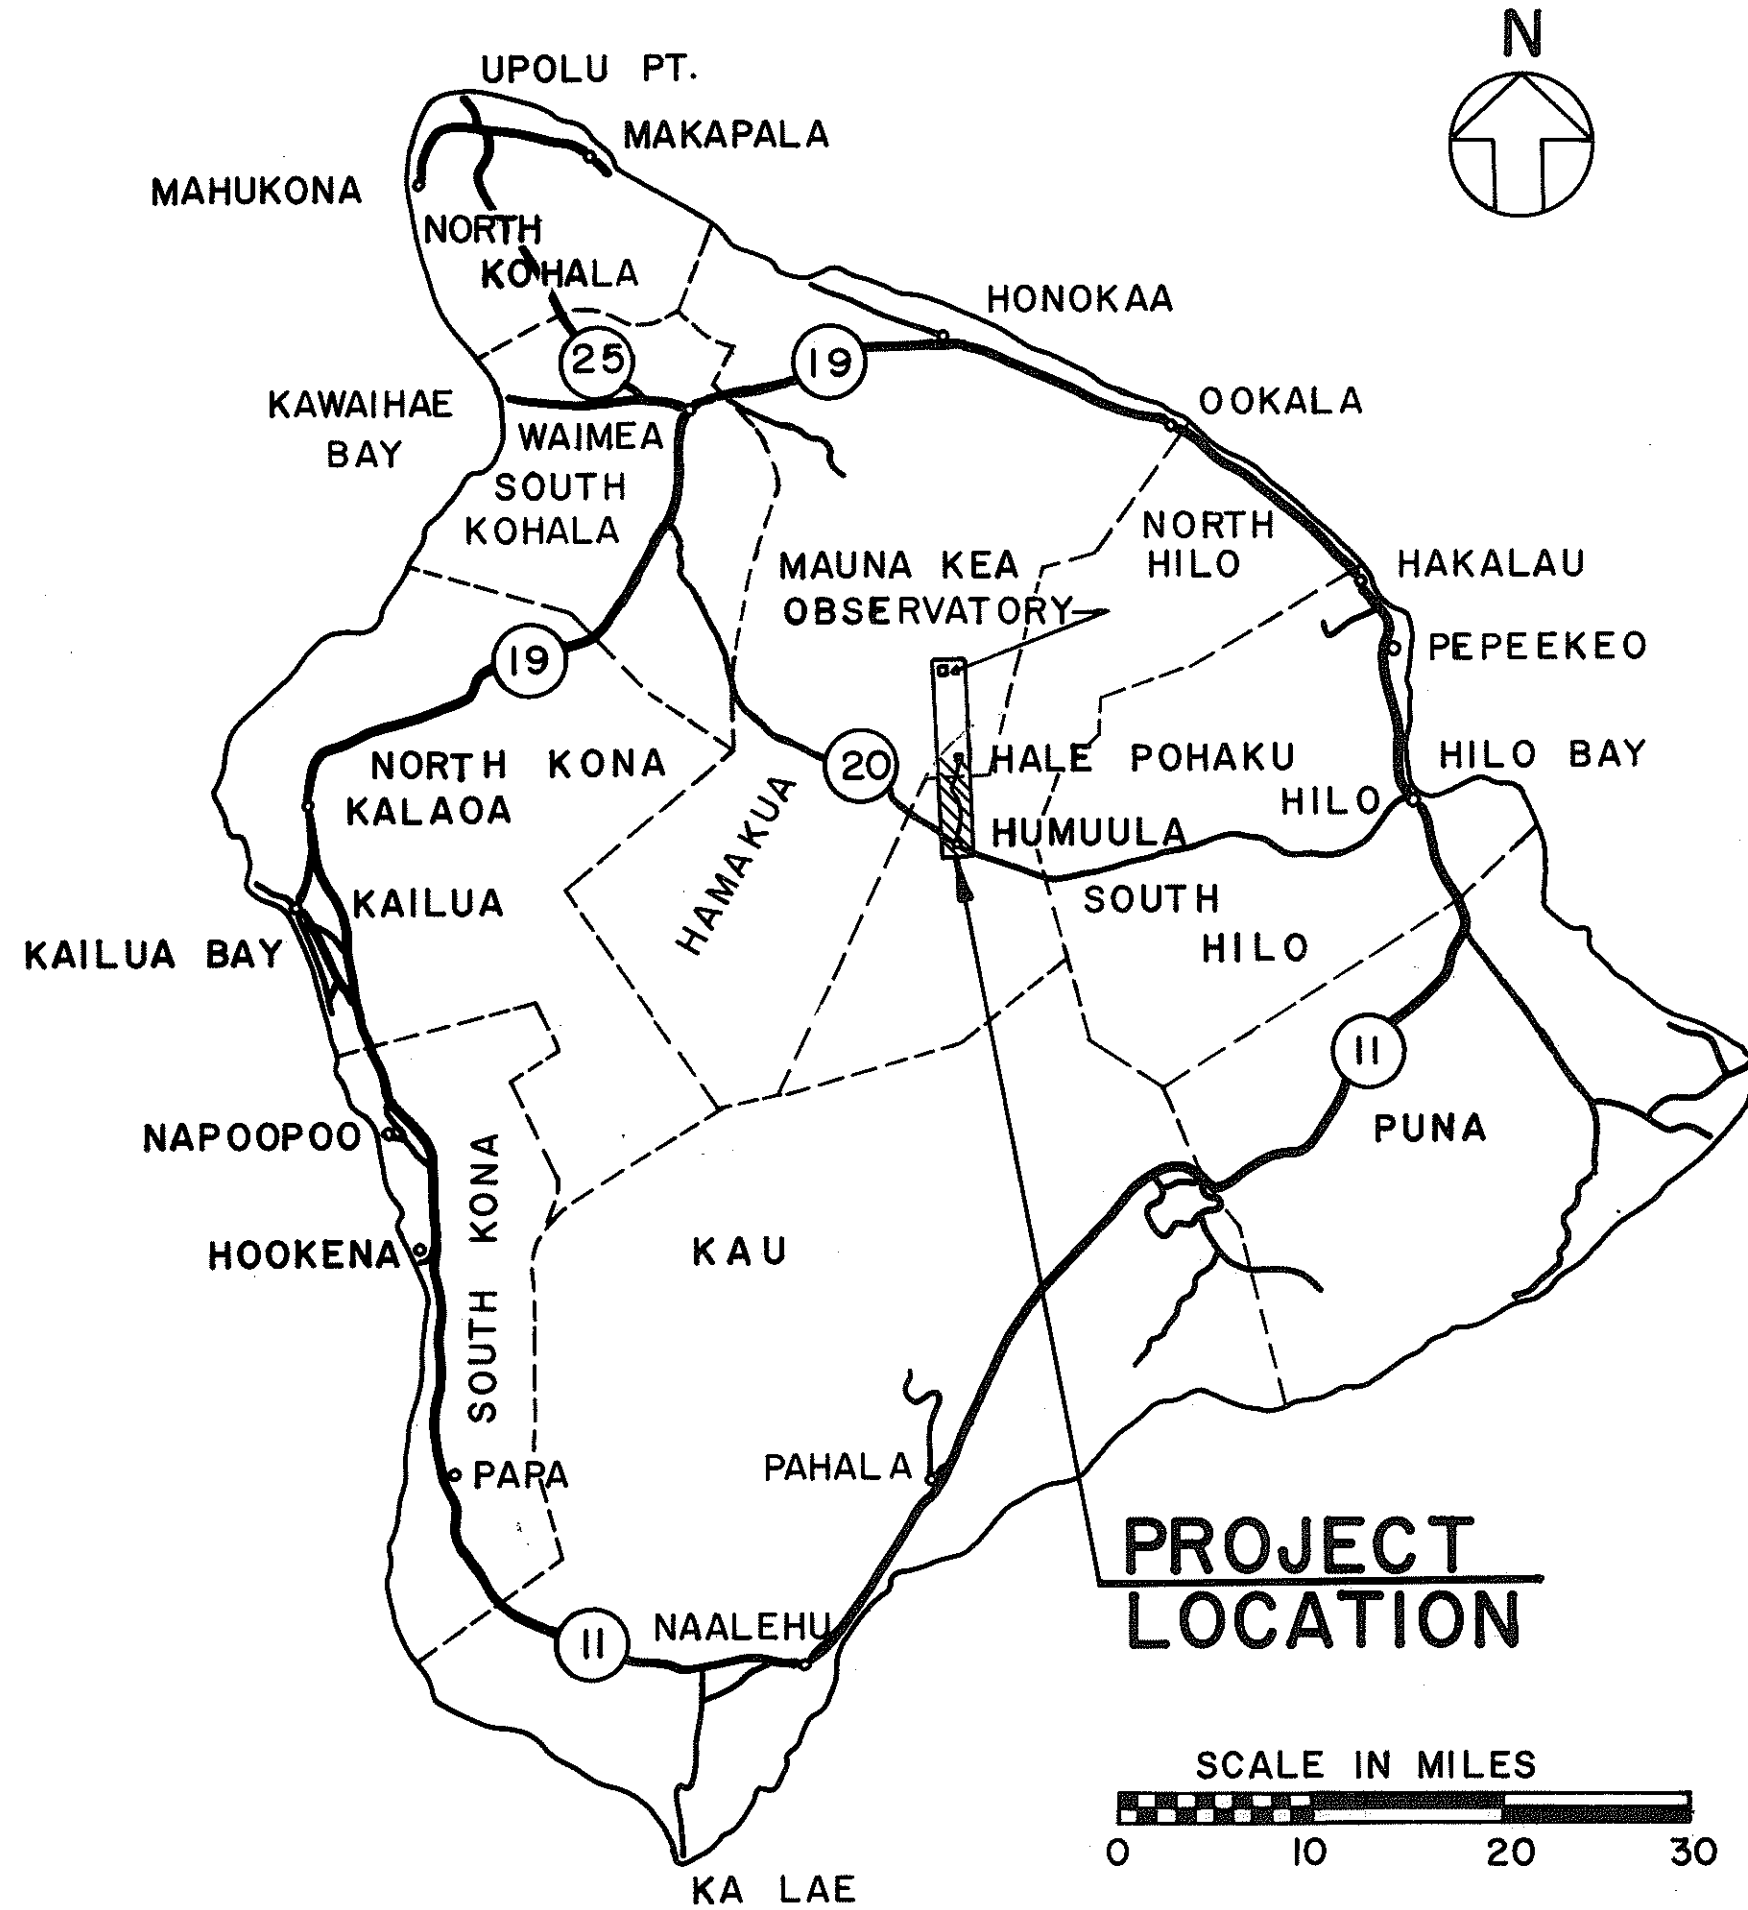 N
UPOLU PT.
MAKAPALA
MAHUKONA
NORTH
KOHALA
HONOKAA
25
19
KAWAIHAE
BAY
OOKALA
WAIMEA
SOUTH
KOHALA
NORTH
HILO
MAUNA KEA
OBSERVATORY
HAKALAU
PEPEEKEO
19
NORTH KONA
KALAOA
20
HALE POHAKU
HILO BAY
HILO
HUMUULA
HAMAKUA
KAILUA
SOUTH
HILO
KAILUA BAY
11
PUNA
NAPOOPOO
SOUTH KONA
HOOKENA
KAU
PAPA
PAHALA
PROJECT
LOCATION
11
NAALEHU
SCALE IN MILES
0 10 20 30
KA LAE